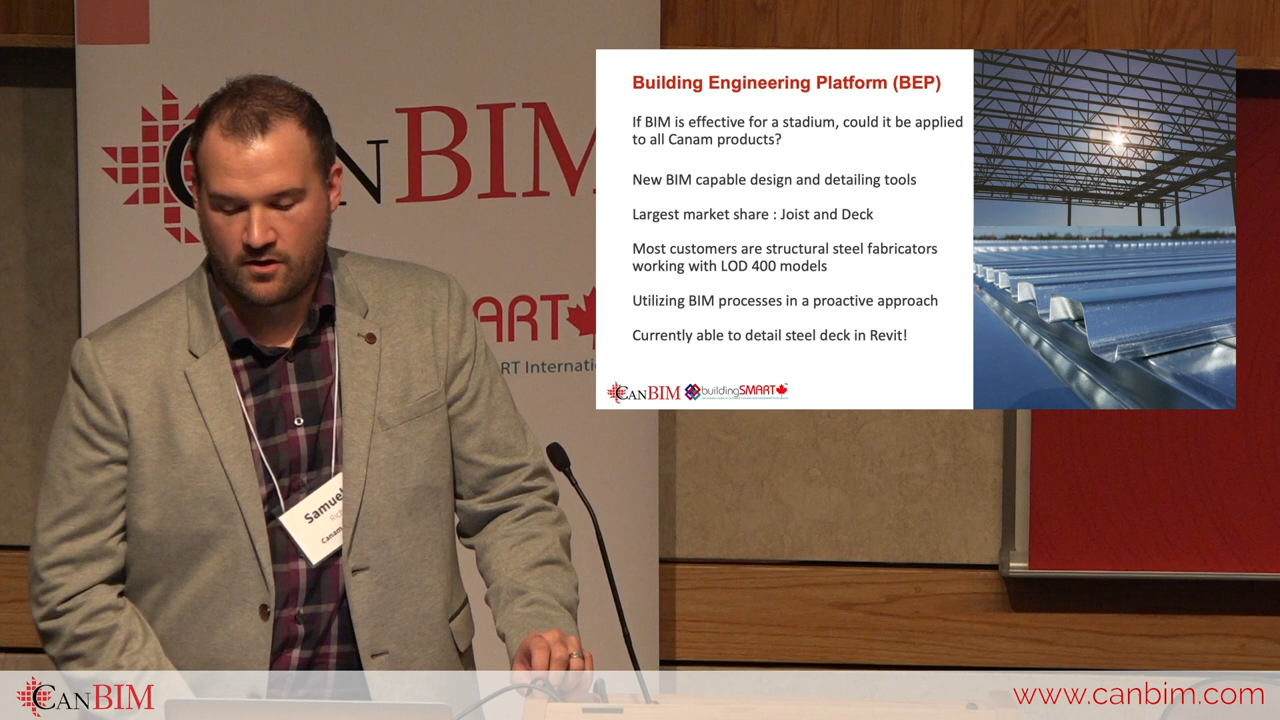 CANBIM
ART
RT Internati
Samuel
Canam
Building Engineering Platform (BEP)
If BIM is effective for a stadium, could it be applied
to all Canam products?
New BIM capable design and detailing tools
Largest market share : Joist and Deck
Most customers are structural steel fabricators
working with LOD 400 models
Utilizing BIM processes in a proactive approach
Currently able to detail steel deck in Revit!
CANBIM buildingSMART
CANBIM
www.canbim.com